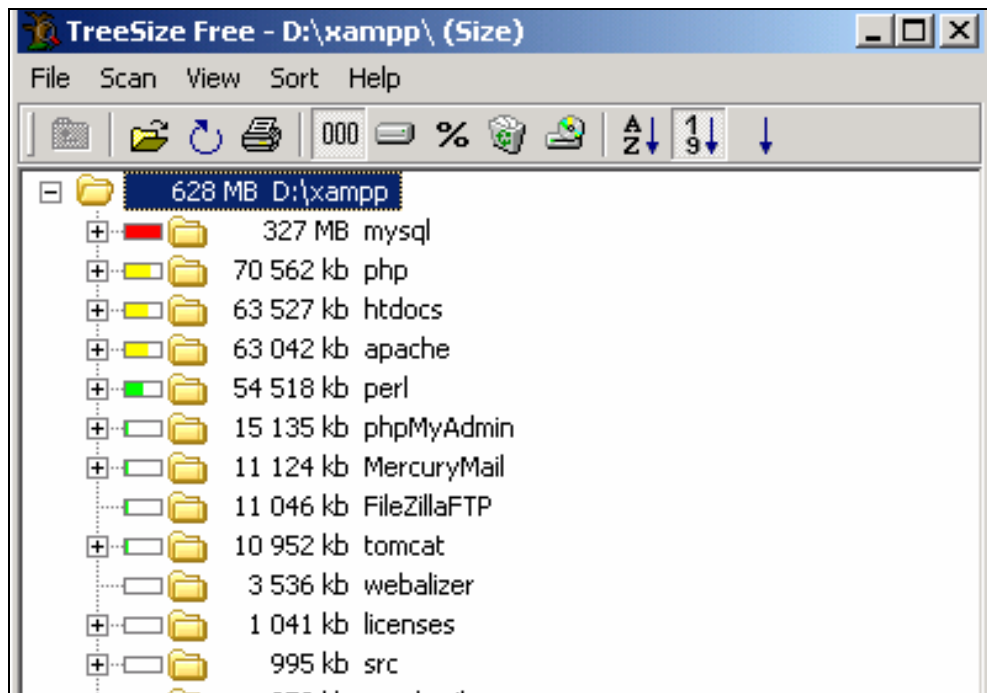 TreeSize Free - D:\xampp\ (Size)
File Scan View Sort Help
000 % A Z 1 9
628 MB D:\xampp
327 MB mysql
70 562 kb php
63 527 kb htdocs
63 042 kb apache
54 518 kb perl
15 135 kb phpMyAdmin
11 124 kb MercuryMail
11 046 kb FileZillaFTP
10 952 kb tomcat
3 536 kb webalizer
1 041 kb licenses
995 kb src